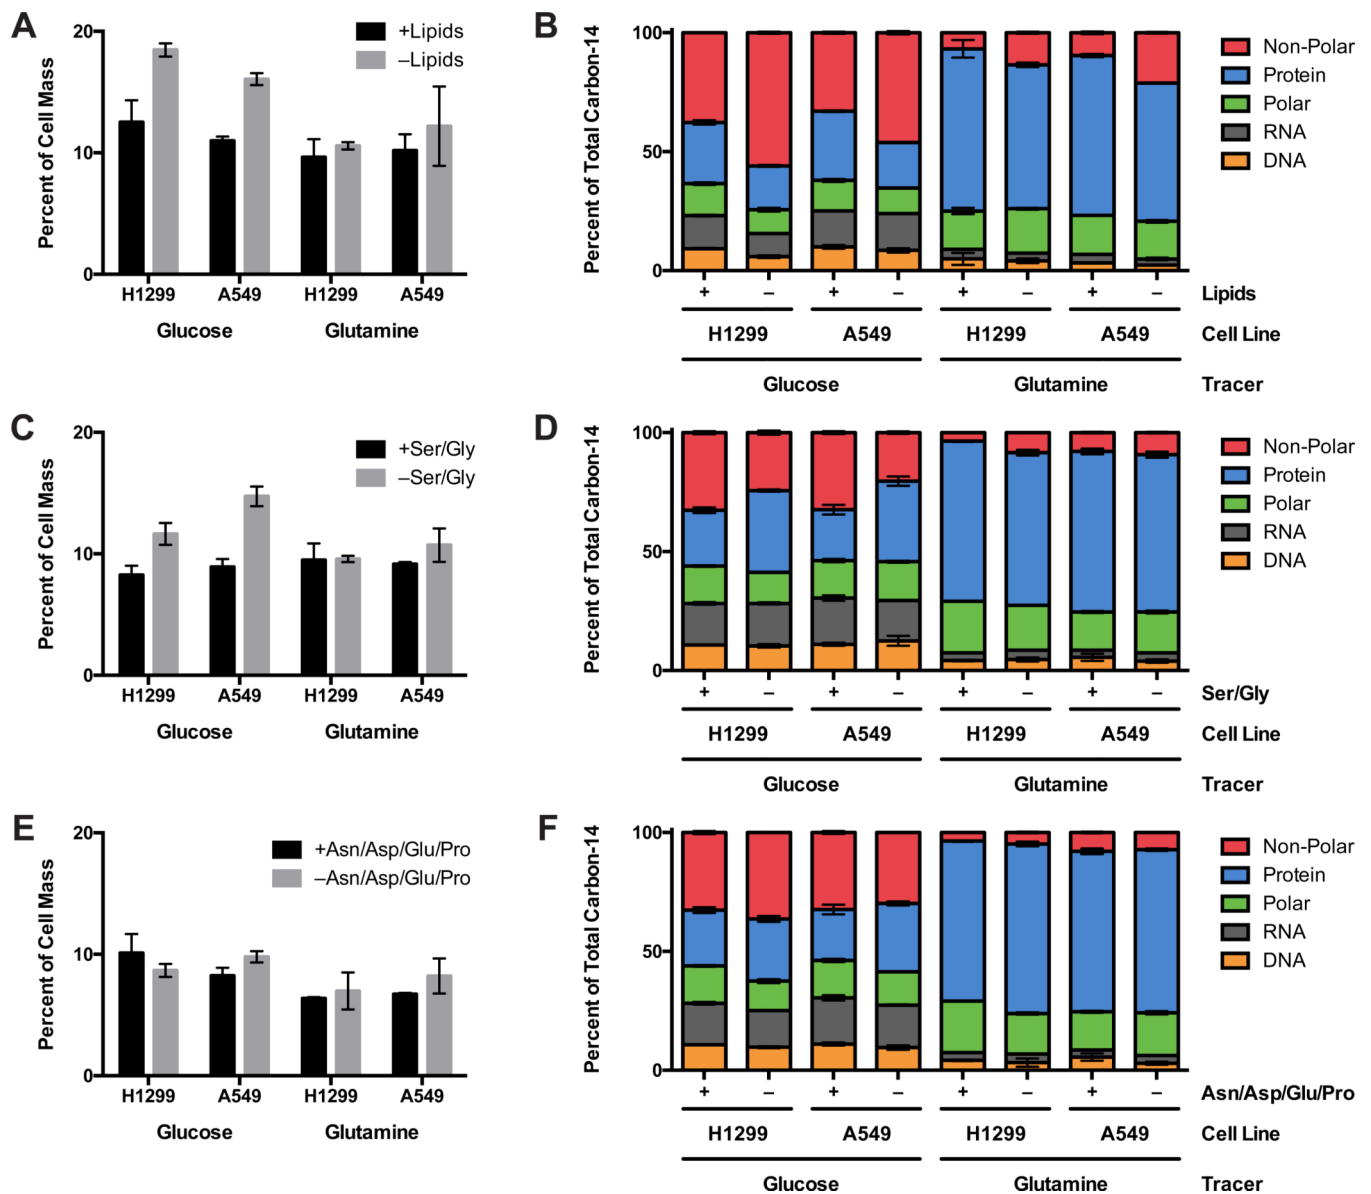 A
Percent of Cell Mass
20
10
0
+Lipids
–Lipids
H1299 A549 H1299 A549
Glucose Glutamine
B
Percent of Total Carbon-14
100
50
0
Non-Polar
Protein
Polar
RNA
DNA
+ – + – + – + – Lipids
H1299 A549 H1299 A549 Cell Line
Glucose Glutamine Tracer
C
Percent of Cell Mass
20
10
0
+Ser/Gly
–Ser/Gly
H1299 A549 H1299 A549
Glucose Glutamine
D
Percent of Total Carbon-14
100
50
0
Non-Polar
Protein
Polar
RNA
DNA
+ – + – + – + – Ser/Gly
H1299 A549 H1299 A549 Cell Line
Glucose Glutamine Tracer
E
Percent of Cell Mass
20
10
0
+Asn/Asp/Glu/Pro
–Asn/Asp/Glu/Pro
H1299 A549 H1299 A549
Glucose Glutamine
F
Percent of Total Carbon-14
100
50
0
Non-Polar
Protein
Polar
RNA
DNA
+ – + – + – + – Asn/Asp/Glu/Pro
H1299 A549 H1299 A549 Cell Line
Glucose Glutamine Tracer